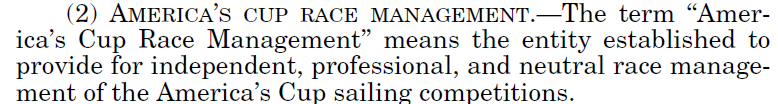 (2) AMERICA'S CUP RACE MANAGEMENT.—The term “Amer-
ica's Cup Race Management” means the entity established to
provide for independent, professional, and neutral race manage-
ment of the America's Cup sailing competitions.